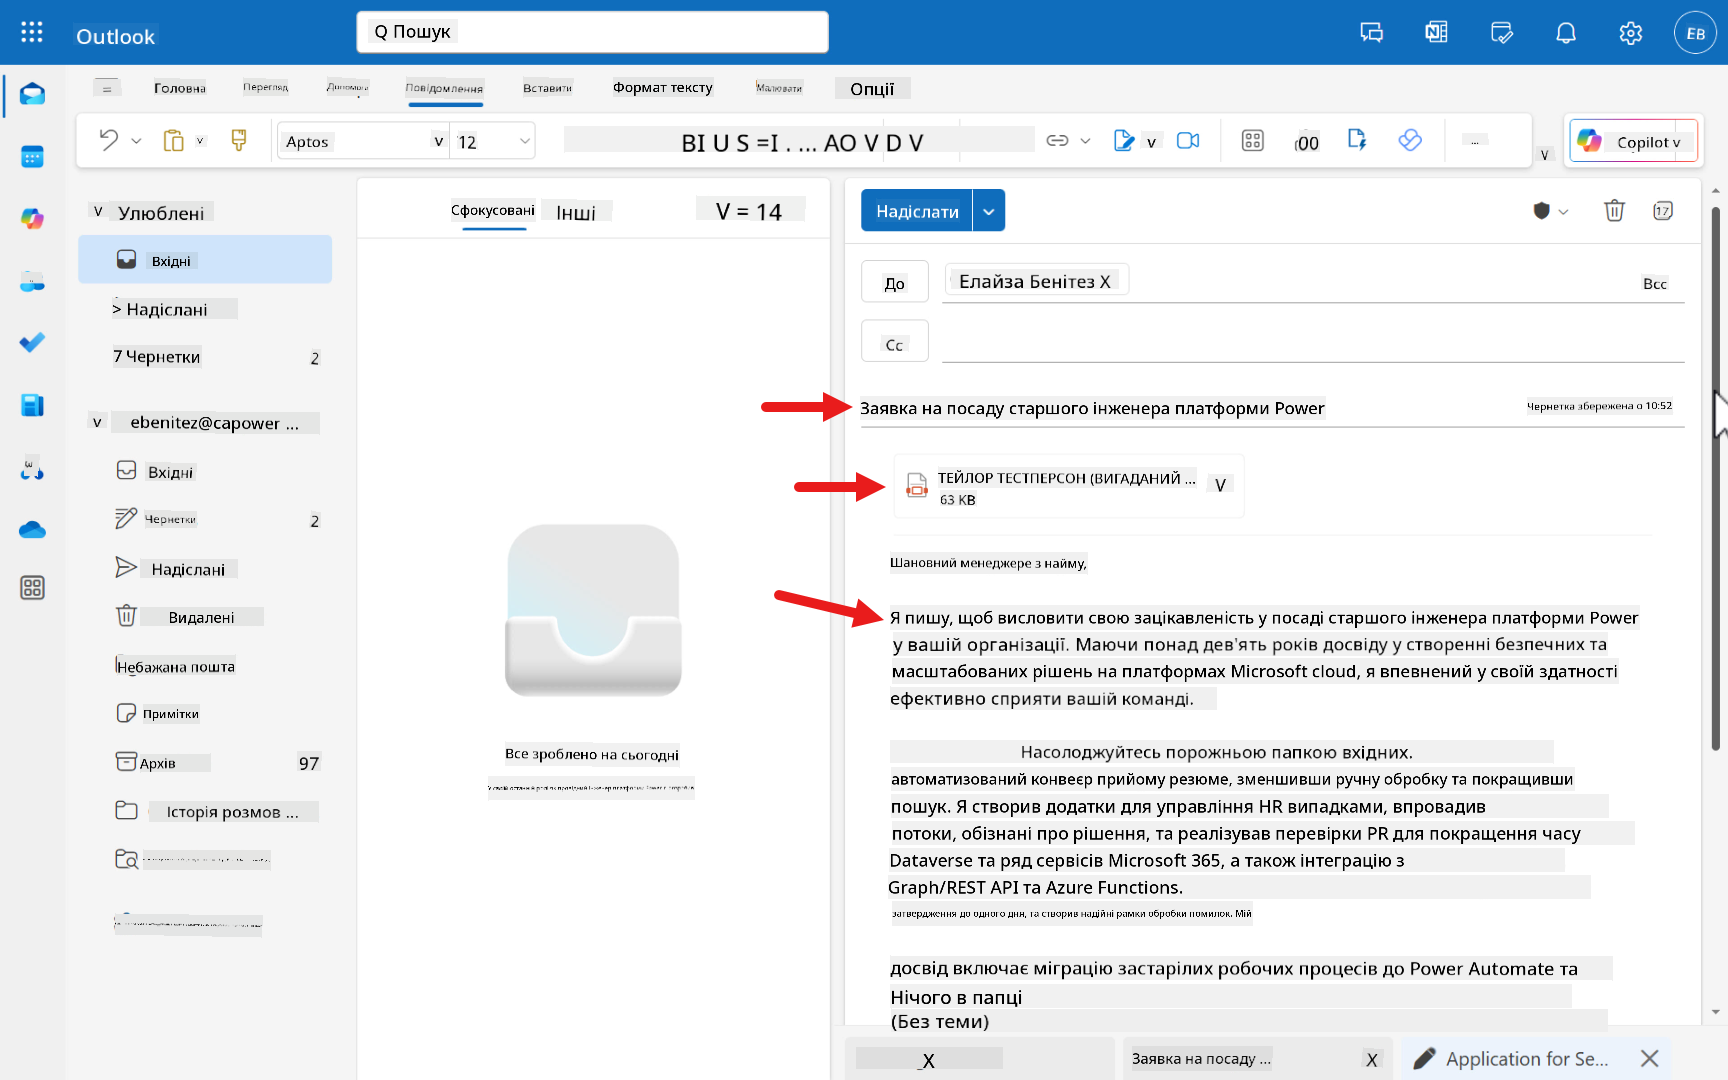 Outlook
Q Пошук
EB
=
Головна
Перегляд
Допомога
Повідомлення
Вставити
Формат тексту
Малювати
Опції
Aptos
v
12
BI U S =I . ... AO V D V
v
00
...
v
Copilot v
v Улюблені
Вхідні
> Надіслані
7 Чернетки
2
v ebenitez@capower ...
Вхідні
Чернетки
2
Надіслані
Видалені
Небажана пошта
Примітки
Архів
97
Історія розмов ...
Сфокусовані
Інші
V = 14
Все зроблено на сьогодні
Надіслати
17
До
Елайза Бенітез X
Bcc
Cc
Заявка на посаду старшого інженера платформи Power
Чернетка збережена о 10:52
ТЕЙЛОР ТЕСТПЕРСОН (ВИГАДАНИЙ ...
V
63 KB
Шановний менеджере з найму,
Я пишу, щоб висловити свою зацікавленість у посаді старшого інженера платформи Power
у вашій організації. Маючи понад дев'ять років досвіду у створенні безпечних та
масштабованих рішень на платформах Microsoft cloud, я впевнений у своїй здатності
ефективно сприяти вашій команді.
Насолоджуйтесь порожньою папкою вхідних.
автоматизований конвеєр прийому резюме, зменшивши ручну обробку та покращивши
пошук. Я створив додатки для управління HR випадками, впровадив
потоки, обізнані про рішення, та реалізував перевірки PR для покращення часу
Dataverse та ряд сервісів Microsoft 365, а також інтеграцію з
Graph/REST API та Azure Functions.
затвердження до одного дня, та створив надійні рамки обробки помилок. Мій
досвід включає міграцію застарілих робочих процесів до Power Automate та
Нічого в папці
(Без теми)
_X
Заявка на посаду ...
X
Application for Se...